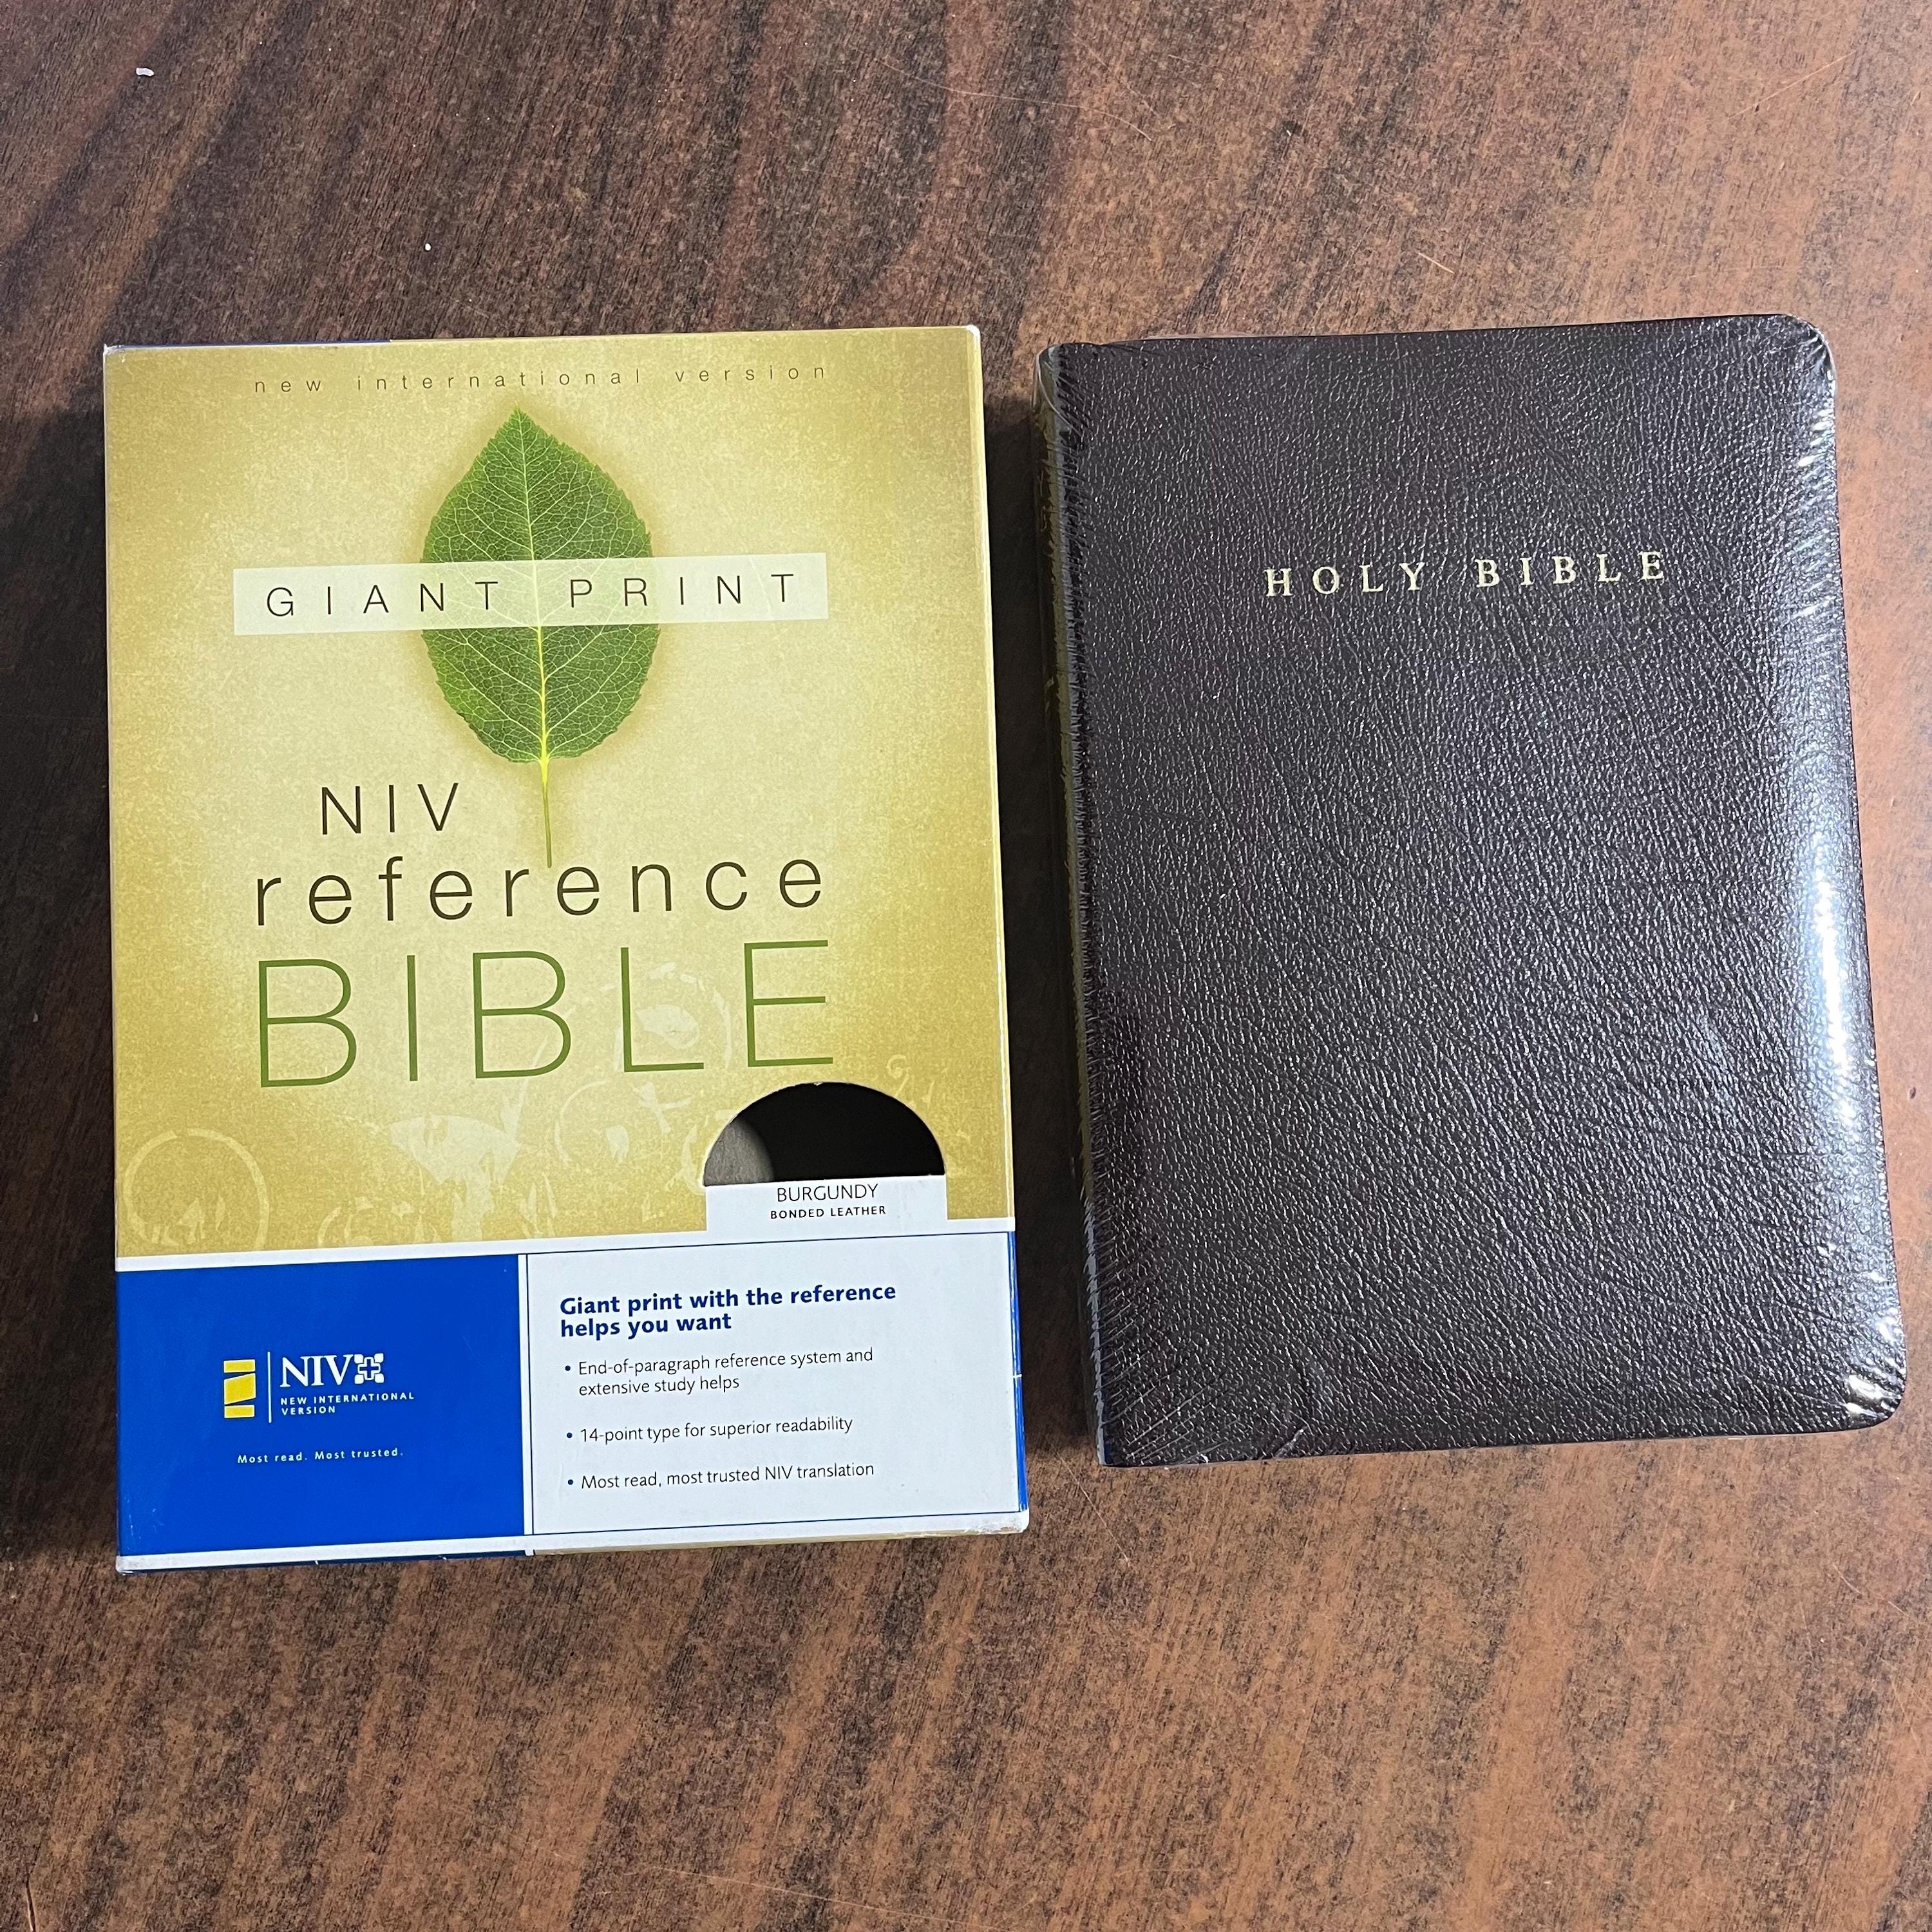 new international version
GIANT PRINT
NIV
reference
BIBLE
BURGUNDY
BONDED LEATHER
NIV
NEW INTERNATIONAL
VERSION
Most read. Most trusted.
Giant print with the reference
helps you want
• End-of-paragraph reference system and
extensive study helps
• 14-point type for superior readability
• Most read, most trusted NIV translation
HOLY BIBLE